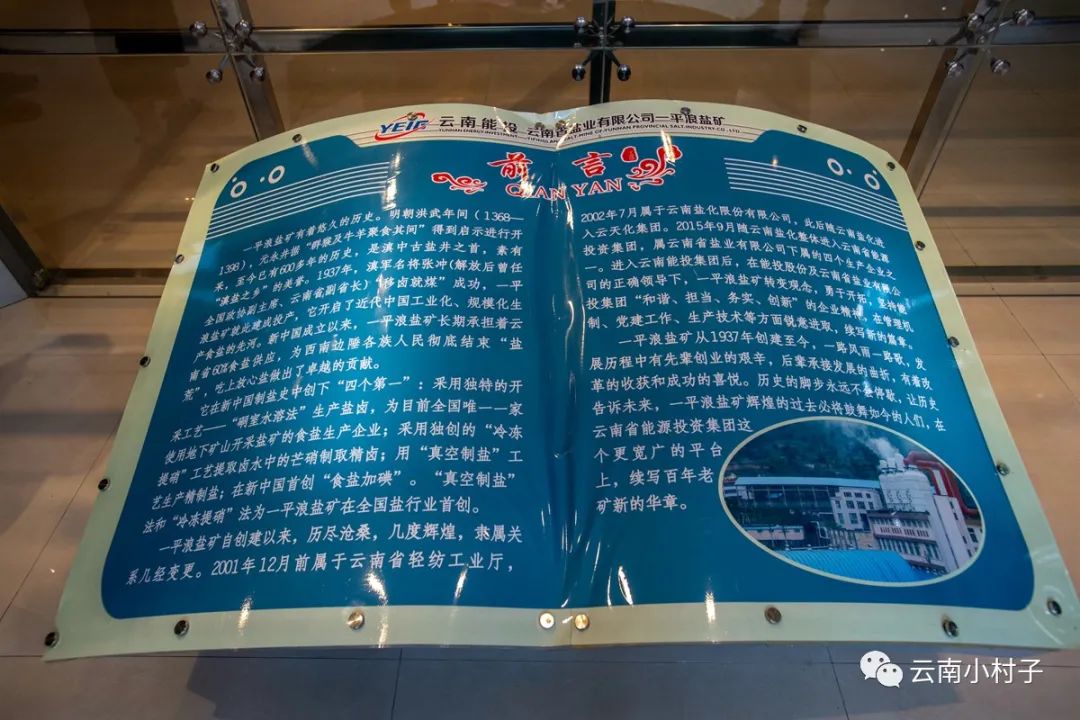 YEIG 云南能投 云南省盐业有限公司一平浪盐矿
YUNNAN ENERGY INVESTMENT YIPINGLANG SALT MINE OF YUNNAN PROVINCIAL SALT INDUSTRY CO., LTD
前言
QIAN YAN
一平浪盐矿有着悠久的历史。明朝洪武年间(1368—
1398),元永井据“群猴及牛羊聚食其间”得到启示进行开
采,至今已有600多年的历史,是滇中古盐井之首,素有
“滇盐之乡”的美誉。1937年,滇军名将张冲(解放后曾任
全国政协副主席、云南省副省长)“移卤就煤”成功,一平
浪盐矿就此建成投产,它开启了近代中国工业化、规模化生
产食盐的先河。新中国成立以来,一平浪盐矿长期承担着云
南省60%食盐供应,为西南边陲各族人民彻底结束“盐
荒”,吃上放心盐做出了卓越的贡献。
它在新中国制盐史中创下“四个第一”:采用独特的开
采工艺——“硐室水溶法”生产盐卤,为目前全国唯一一家
使用地下矿山开采盐矿的食盐生产企业;采用独创的“冷冻
提硝”工艺提取卤水中的芒硝制取精卤;用“真空制盐”工
艺生产精制盐;在新中国首创“食盐加碘”。“真空制盐”
法和“冷冻提硝”法为一平浪盐矿在全国盐行业首创。
一平浪盐矿自创建以来,历尽沧桑,几度辉煌,隶属关
系几经变更。2001年12月前属于云南省轻纺工业厅,
2002年7月属于云南盐化股份有限公司,此后随云南盐化进
入云天化集团。2015年9月随云南盐化整体进入云南省能源
投资集团,属云南省盐业有限公司下属的四个生产企业之
一。进入云南能投集团后,在能投股份及云南省盐业有限公
司的正确领导下,一平浪盐矿转变观念,勇于开拓,坚持能
投集团“和谐、担当、务实、创新”的企业精神,在管理机
制、党建工作、生产技术等方面锐意进取,续写新的篇章。
一平浪盐矿从1937年创建至今,一路风雨一路歌,发
展历程中有先辈创业的艰辛,后辈承接发展的曲折,有着改
革的收获和成功的喜悦。历史的脚步永远不会停歇,让历史
告诉未来,一平浪盐矿辉煌的过去必将鼓舞如今的人们,在
云南省能源投资集团这
个更宽广的平台
上,续写百年老
矿新的华章。
云南小村子